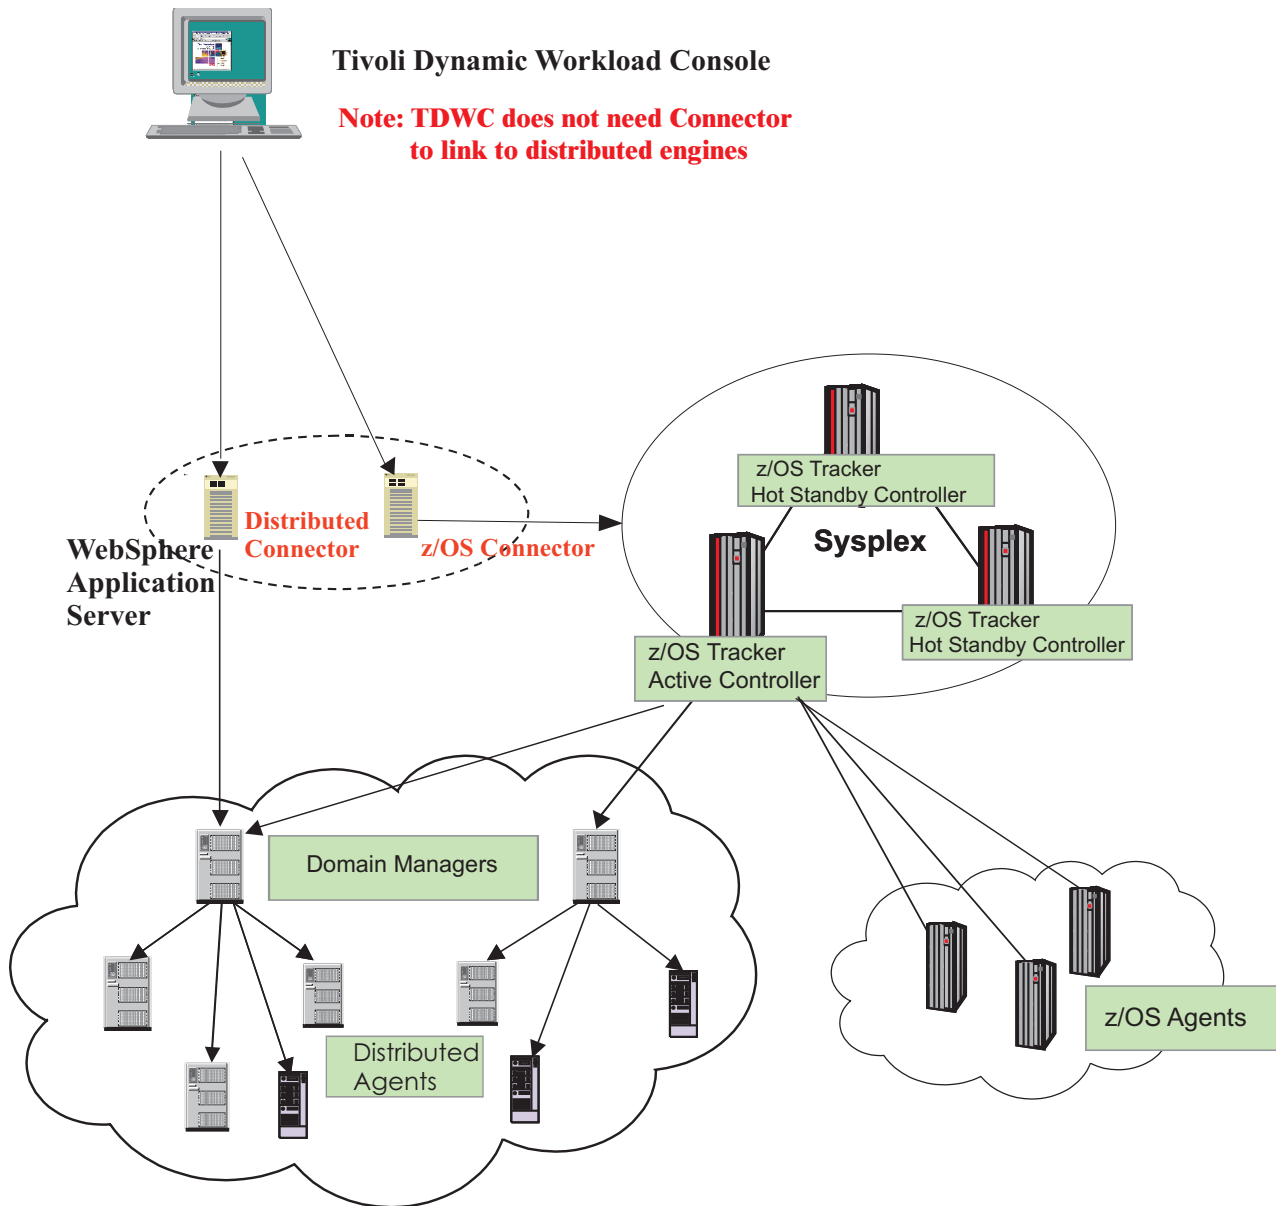 Tivoli Dynamic Workload Console
Note: TDWC does not need Connector
to link to distributed engines
z/OS Tracker
Hot Standby Controller
Sysplex
Distributed
Connector
z/OS Connector
WebSphere
Application
Server
z/OS Tracker
Hot Standby Controller
z/OS Tracker
Active Controller
Domain Managers
Distributed
Agents
z/OS Agents